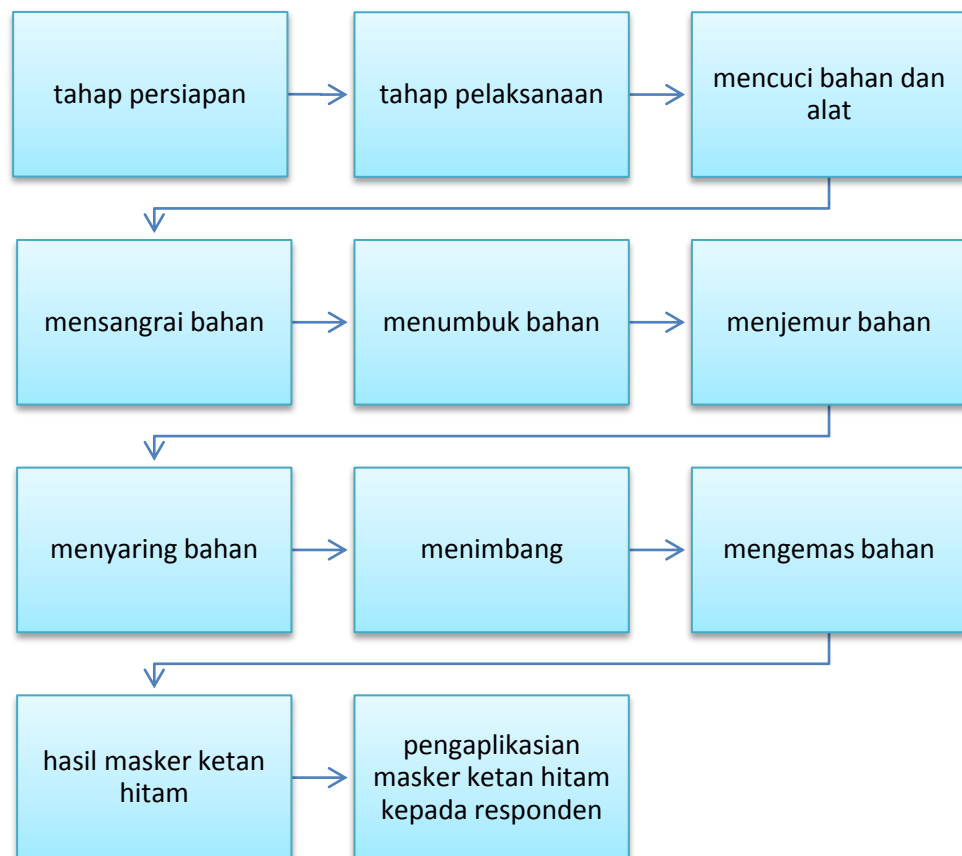 tahap persiapan
tahap pelaksanaan
mencuci bahan dan
alat
mensangrai bahan
menumbuk bahan
menjemur bahan
menyaring bahan
menimbang
mengemas bahan
hasil masker ketan
hitam
pengaplikasian
masker ketan hitam
kepada responden